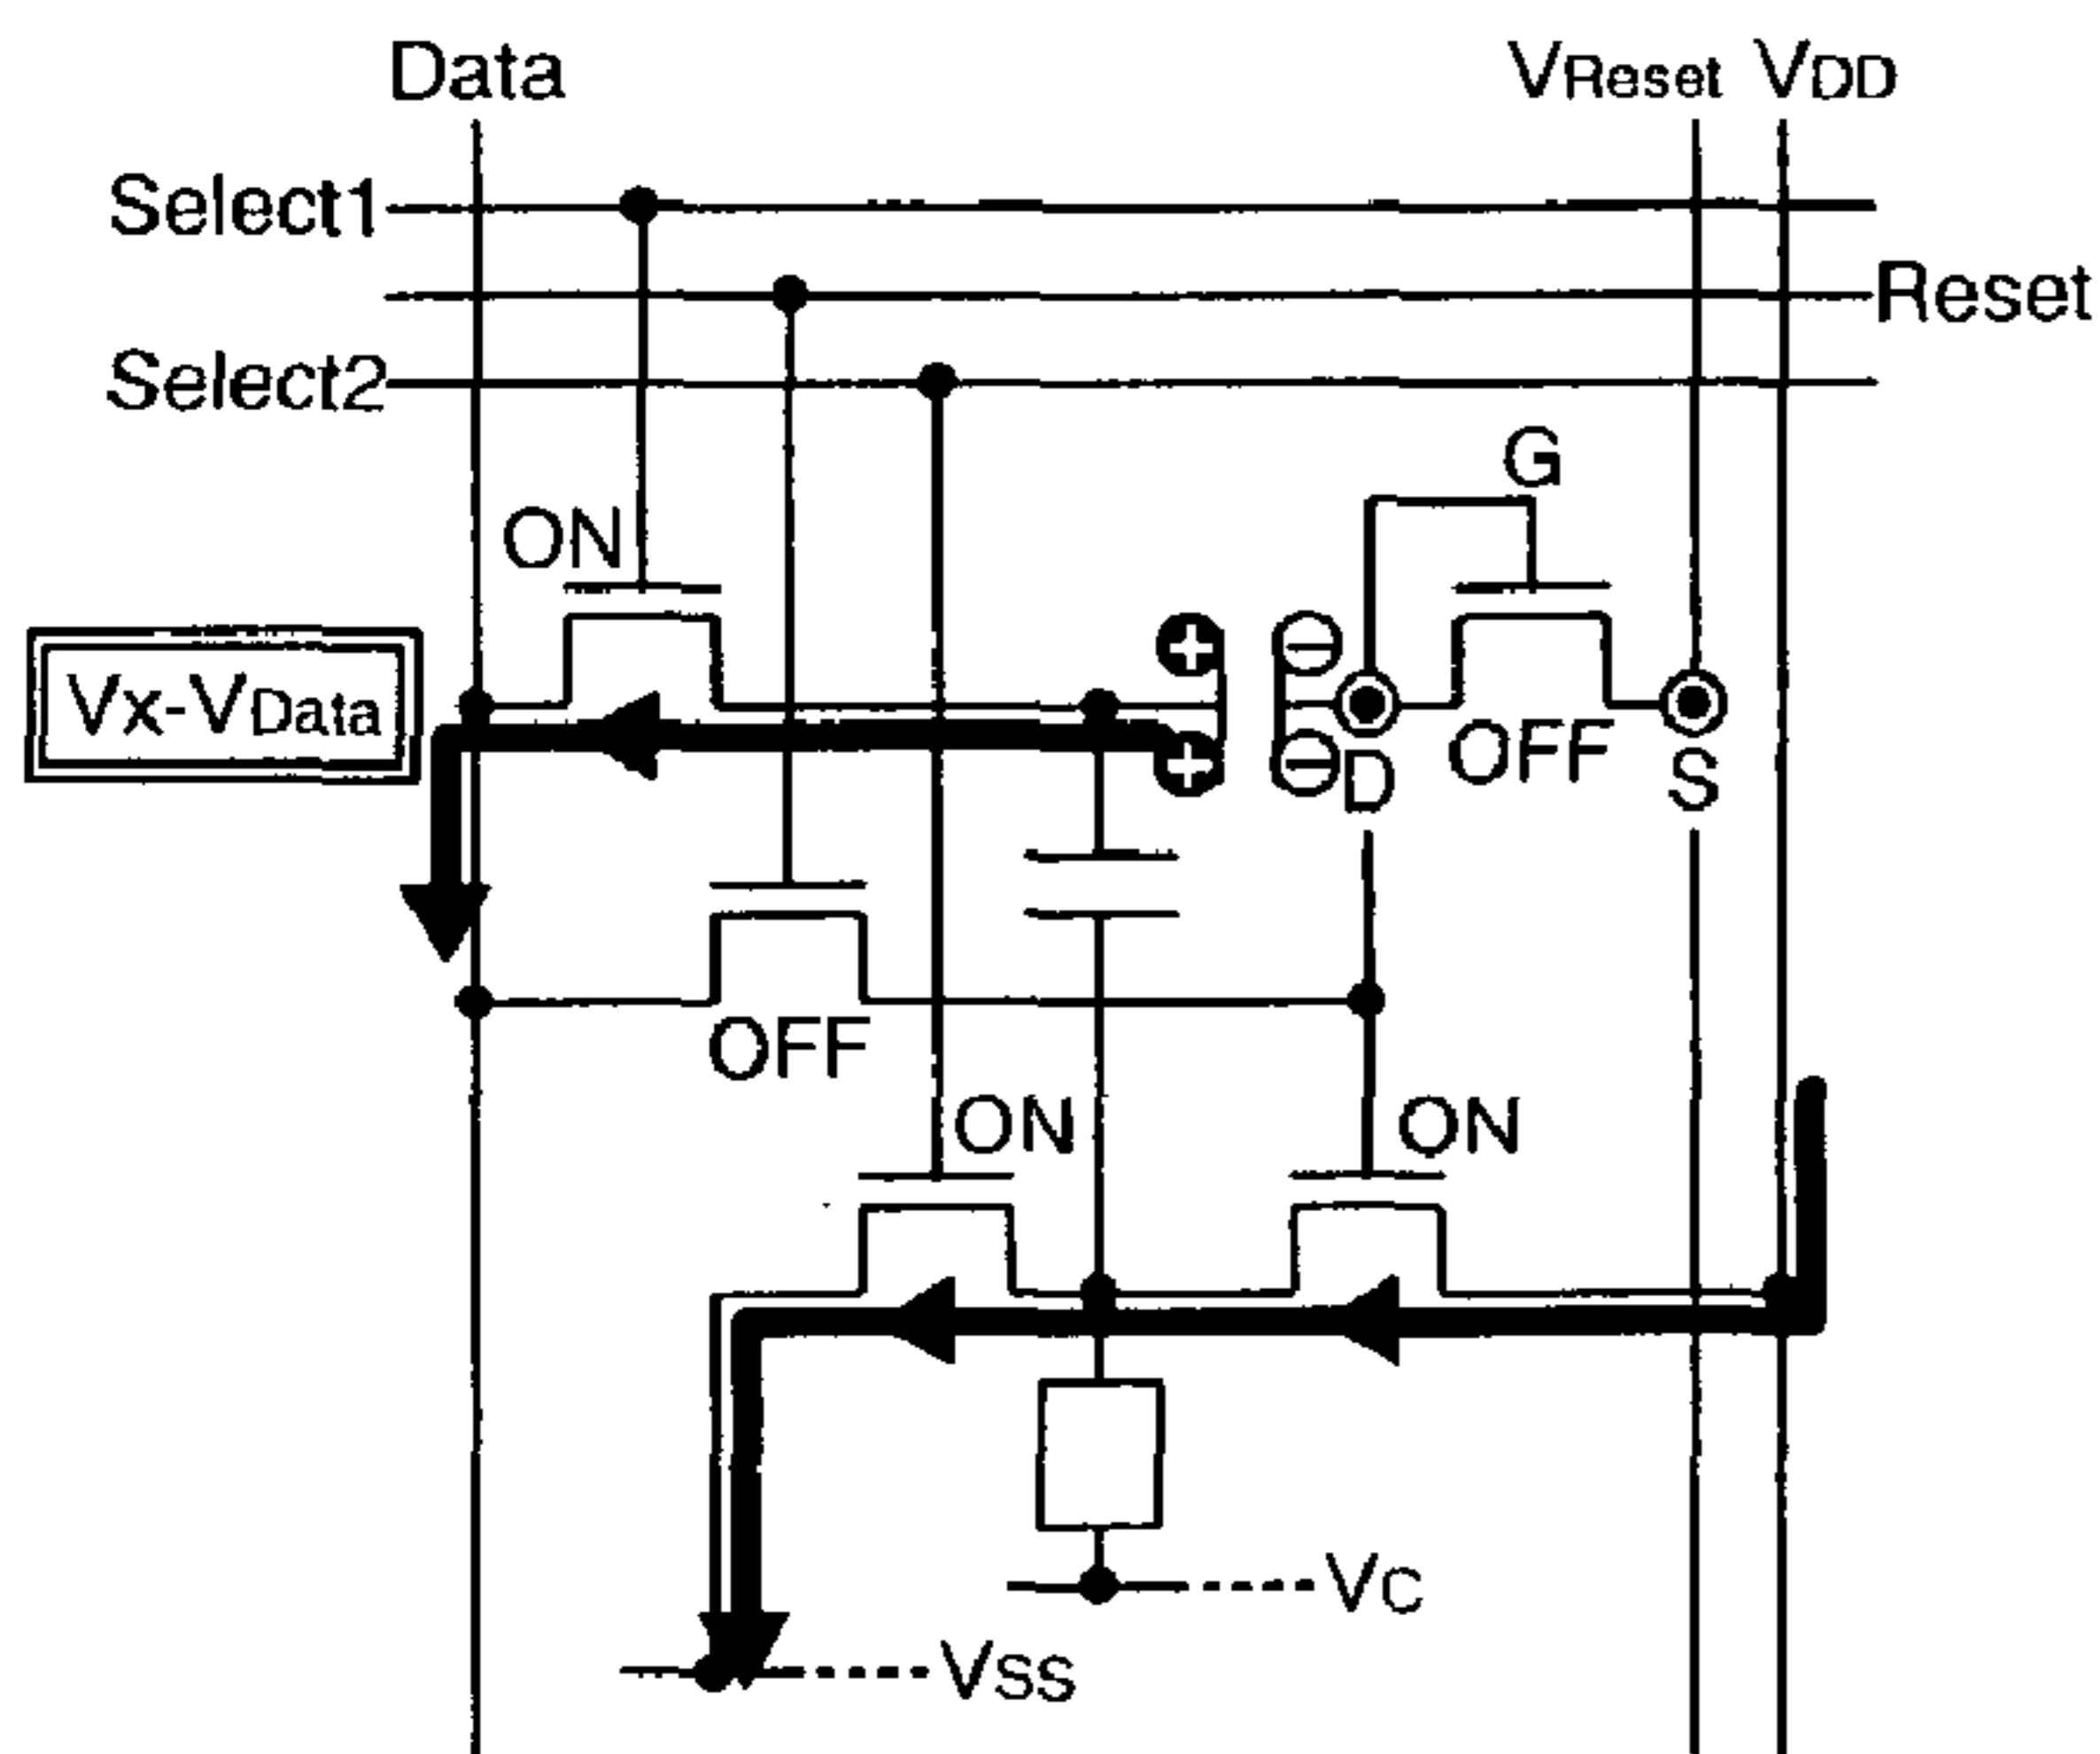 Data
VReset VDD
Select1
Reset
Select2
G
ON
Vx-VData
+ −
+ −
D
OFF
S
OFF
ON
ON
VC
VSS